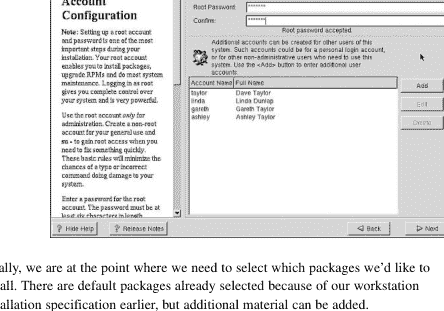 Account
Configuration
Note: Setting up a root account
and password is one of the most
important steps during your
installation. Your root account
enables you to install packages,
upgrade RPMs and do most system
maintenance. Logging in as root
gives you complete control over
your system and is very powerful.
Use the root account only for
administration. Create a non-root
account for your general use and
su - to gain root access when you
need to fix something quickly.
These basic rules will minimize the
chances of a typo or incorrect
command doing damage to your
system.
Enter a password for the root
account. The password must be at
least six characters in length.
Root Password:
*******
Confirm:
*******
Root password accepted.
Additional accounts can be created for other users of this
system. Such accounts could be for a personal login account,
or for other non-administrative users who need to use this
system. Use the <Add> button to enter additional user
accounts.
Account Name Full Name
taylor Dave Taylor
linda Linda Dunlap
gareth Gareth Taylor
ashley Ashley Taylor
Add
Edit
Delete
? Hide Help
? Release Notes
Back
Next
ally, we are at the point where we need to select which packages we’d like to
all. There are default packages already selected because of our workstation
allation specification earlier, but additional material can be added.